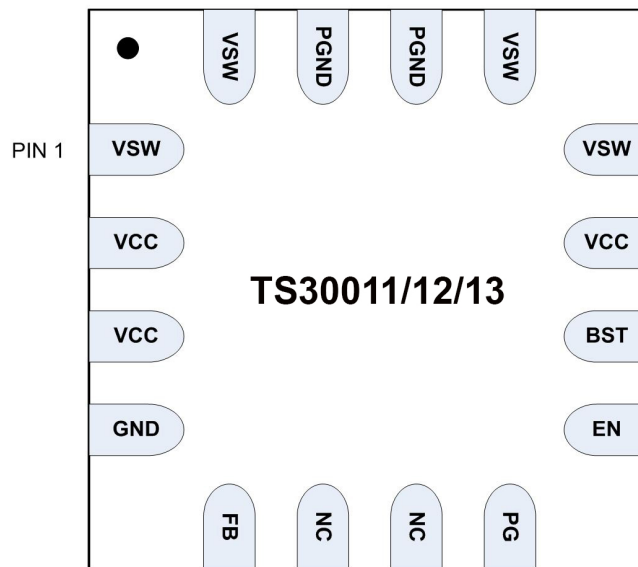 VSW PGND PGND VSW
PIN 1 VSW VSW
VCC VCC
TS30011/12/13
VCC BST
GND EN
FB NC NC PG